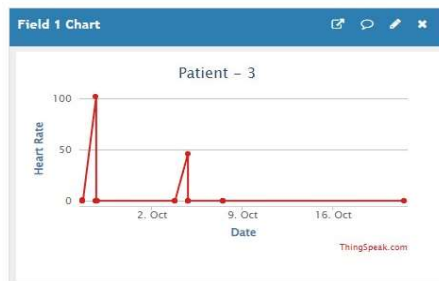 Field 1 Chart
Patient - 3
Heart Rate
100
50
0
2. Oct
9. Oct
16. Oct
Date
ThingSpeak.com